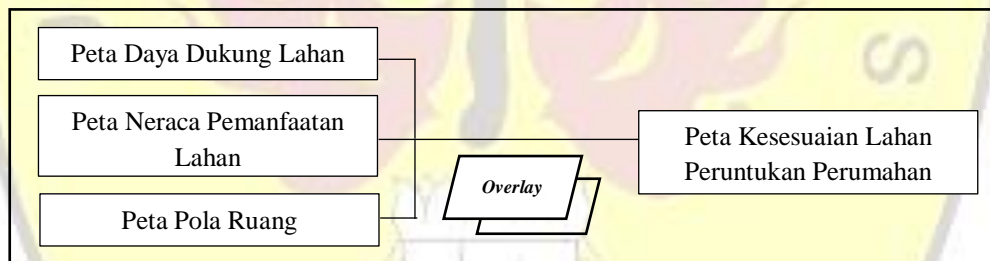 Peta Daya Dukung Lahan
Peta Neraca Pemanfaatan
Lahan
Peta Pola Ruang
Overlay
Peta Kesesuaian Lahan
Peruntukan Perumahan
S